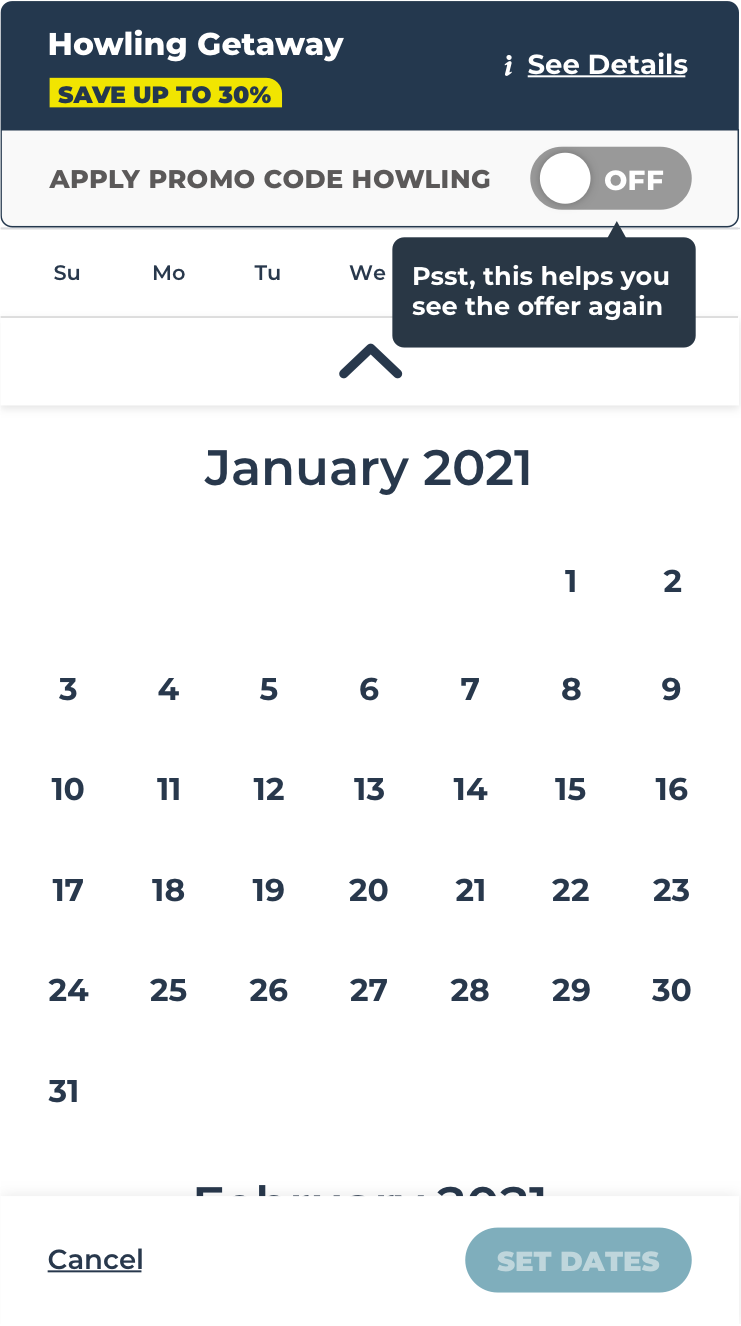 Howling Getaway
SAVE UP TO 30%
i See Details
APPLY PROMO CODE HOWLING
OFF
Su Mo Tu We
Psst, this helps you
see the offer again
January 2021
1 2
3 4 5 6 7 8 9
10 11 12 13 14 15 16
17 18 19 20 21 22 23
24 25 26 27 28 29 30
31
February 2021
Cancel
SET DATES